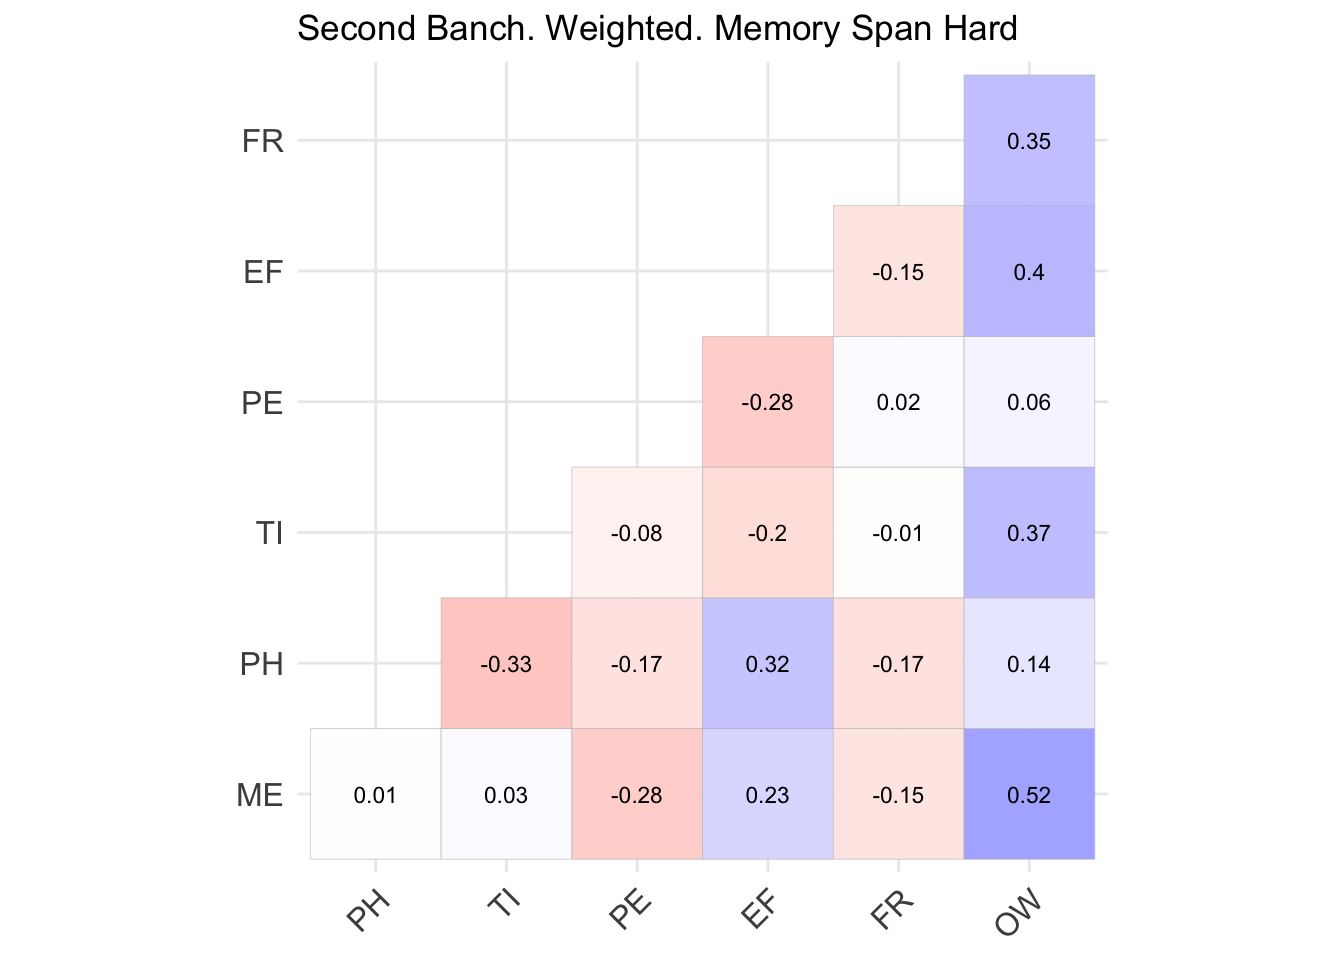 Second Banch. Weighted. Memory Span Hard
FR 0.35
EF -0.15 0.4
PE -0.28 0.02 0.06
TI -0.08 -0.2 -0.01 0.37
PH -0.33 -0.17 0.32 -0.17 0.14
ME 0.01 0.03 -0.28 0.23 -0.15 0.52
PH TI PE EF FR OW